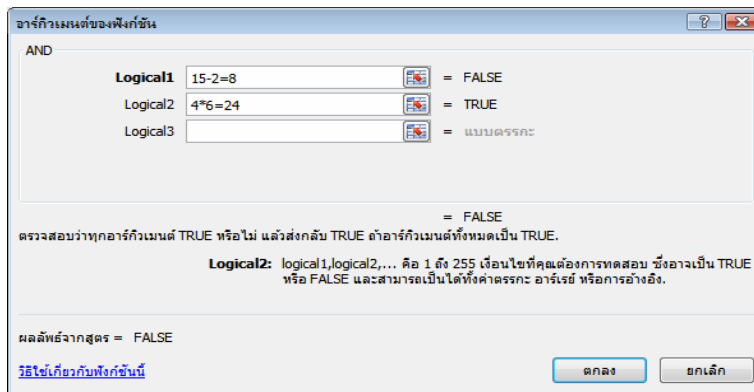 อาร์กิวเมนต์ของฟังก์ชัน
AND
Logical1 15-2=8 = FALSE
Logical2 4*6=24 = TRUE
Logical3 = แบบตรรกะ
= FALSE
ตรวจสอบว่าทุกอาร์กิวเมนต์ TRUE หรือไม่ แล้วส่งกลับ TRUE ถ้าอาร์กิวเมนต์ทั้งหมดเป็น TRUE.
Logical2: logical1,logical2,... คือ 1 ถึง 255 เงื่อนไขที่คุณต้องการทดสอบ ซึ่งอาจเป็น TRUE
หรือ FALSE และสามารถเป็นได้ทั้งค่าตรรกะ อาร์เรย์ หรือการอ้างอิง.
ผลลัพธ์จากสูตร = FALSE
วิธีใช้เกี่ยวกับฟังก์ชันนี้
ตกลง ยกเลิก